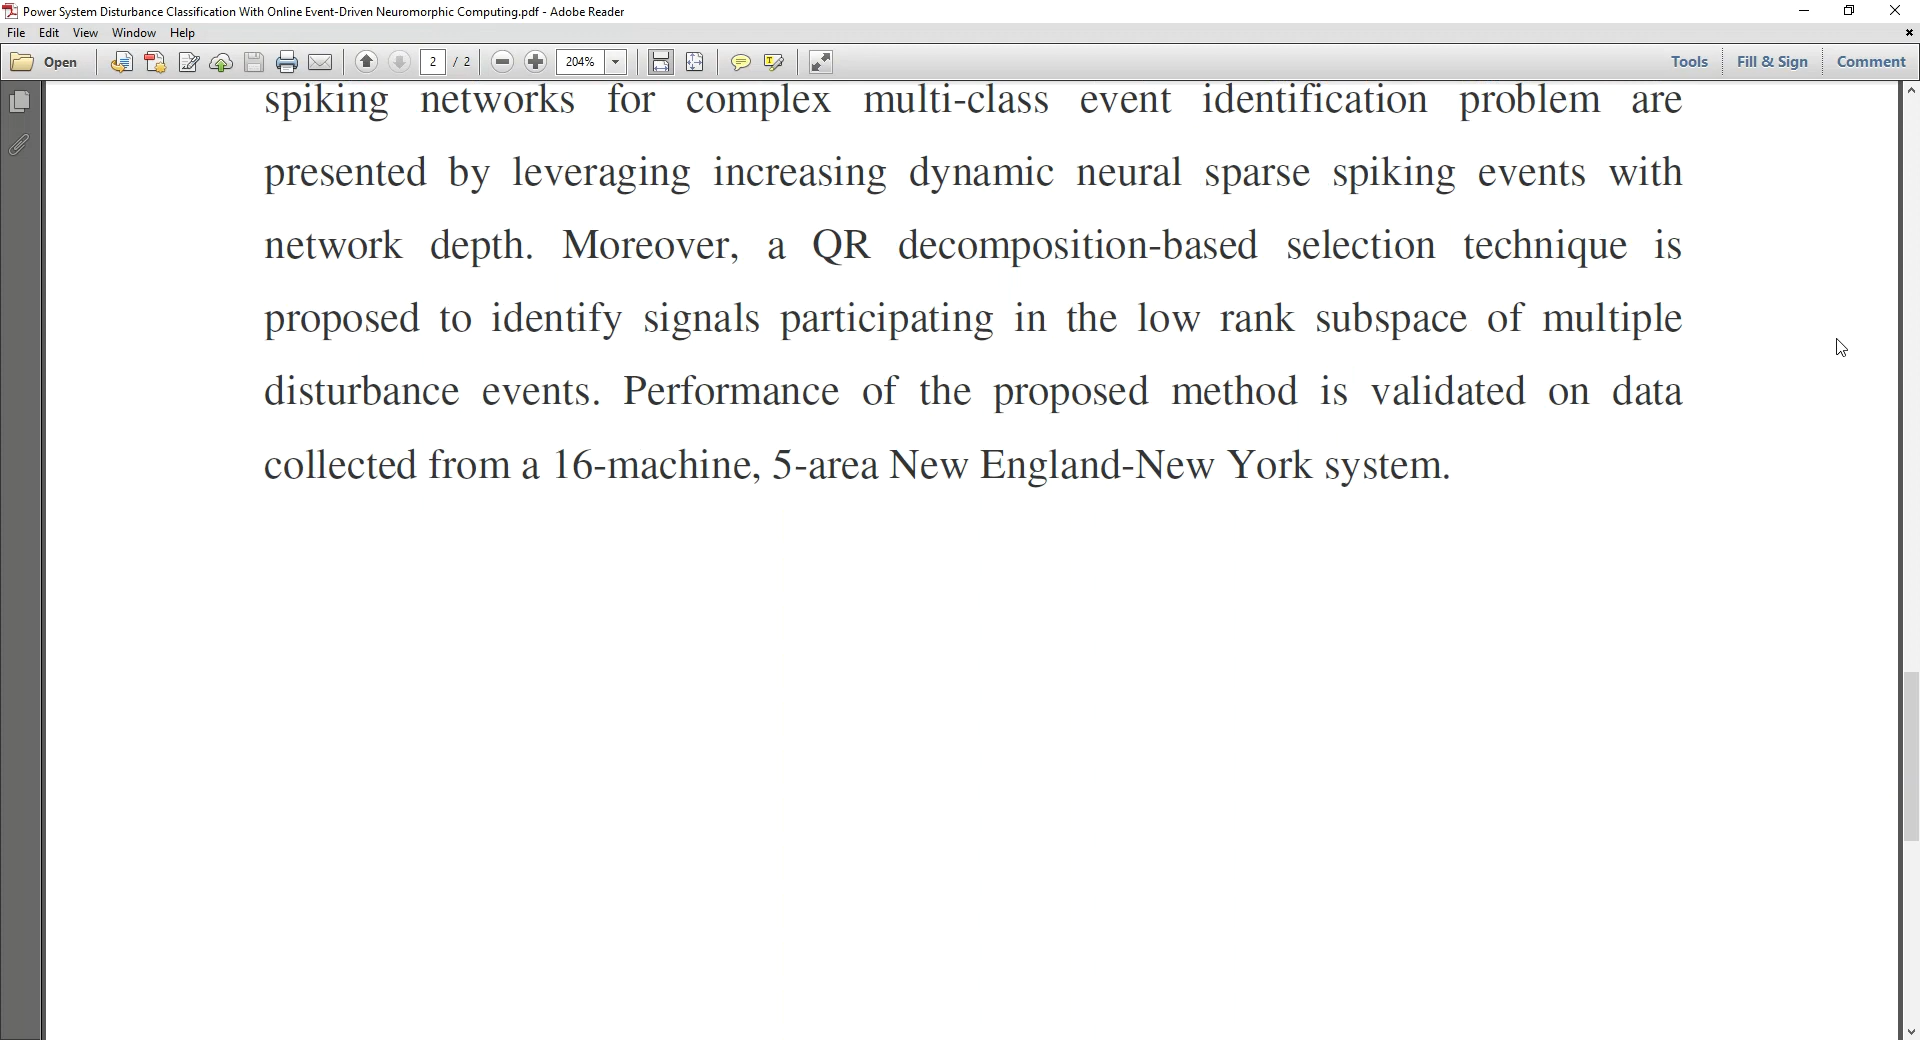 Power System Disturbance Classification With Online Event-Driven Neuromorphic Computing.pdf - Adobe Reader
File Edit View Window Help
Open 2 / 2 204% Tools Fill & Sign Comment
spiking networks for complex multi-class event identification problem are
presented by leveraging increasing dynamic neural sparse spiking events with
network depth. Moreover, a QR decomposition-based selection technique is
proposed to identify signals participating in the low rank subspace of multiple
disturbance events. Performance of the proposed method is validated on data
collected from a 16-machine, 5-area New England-New York system.